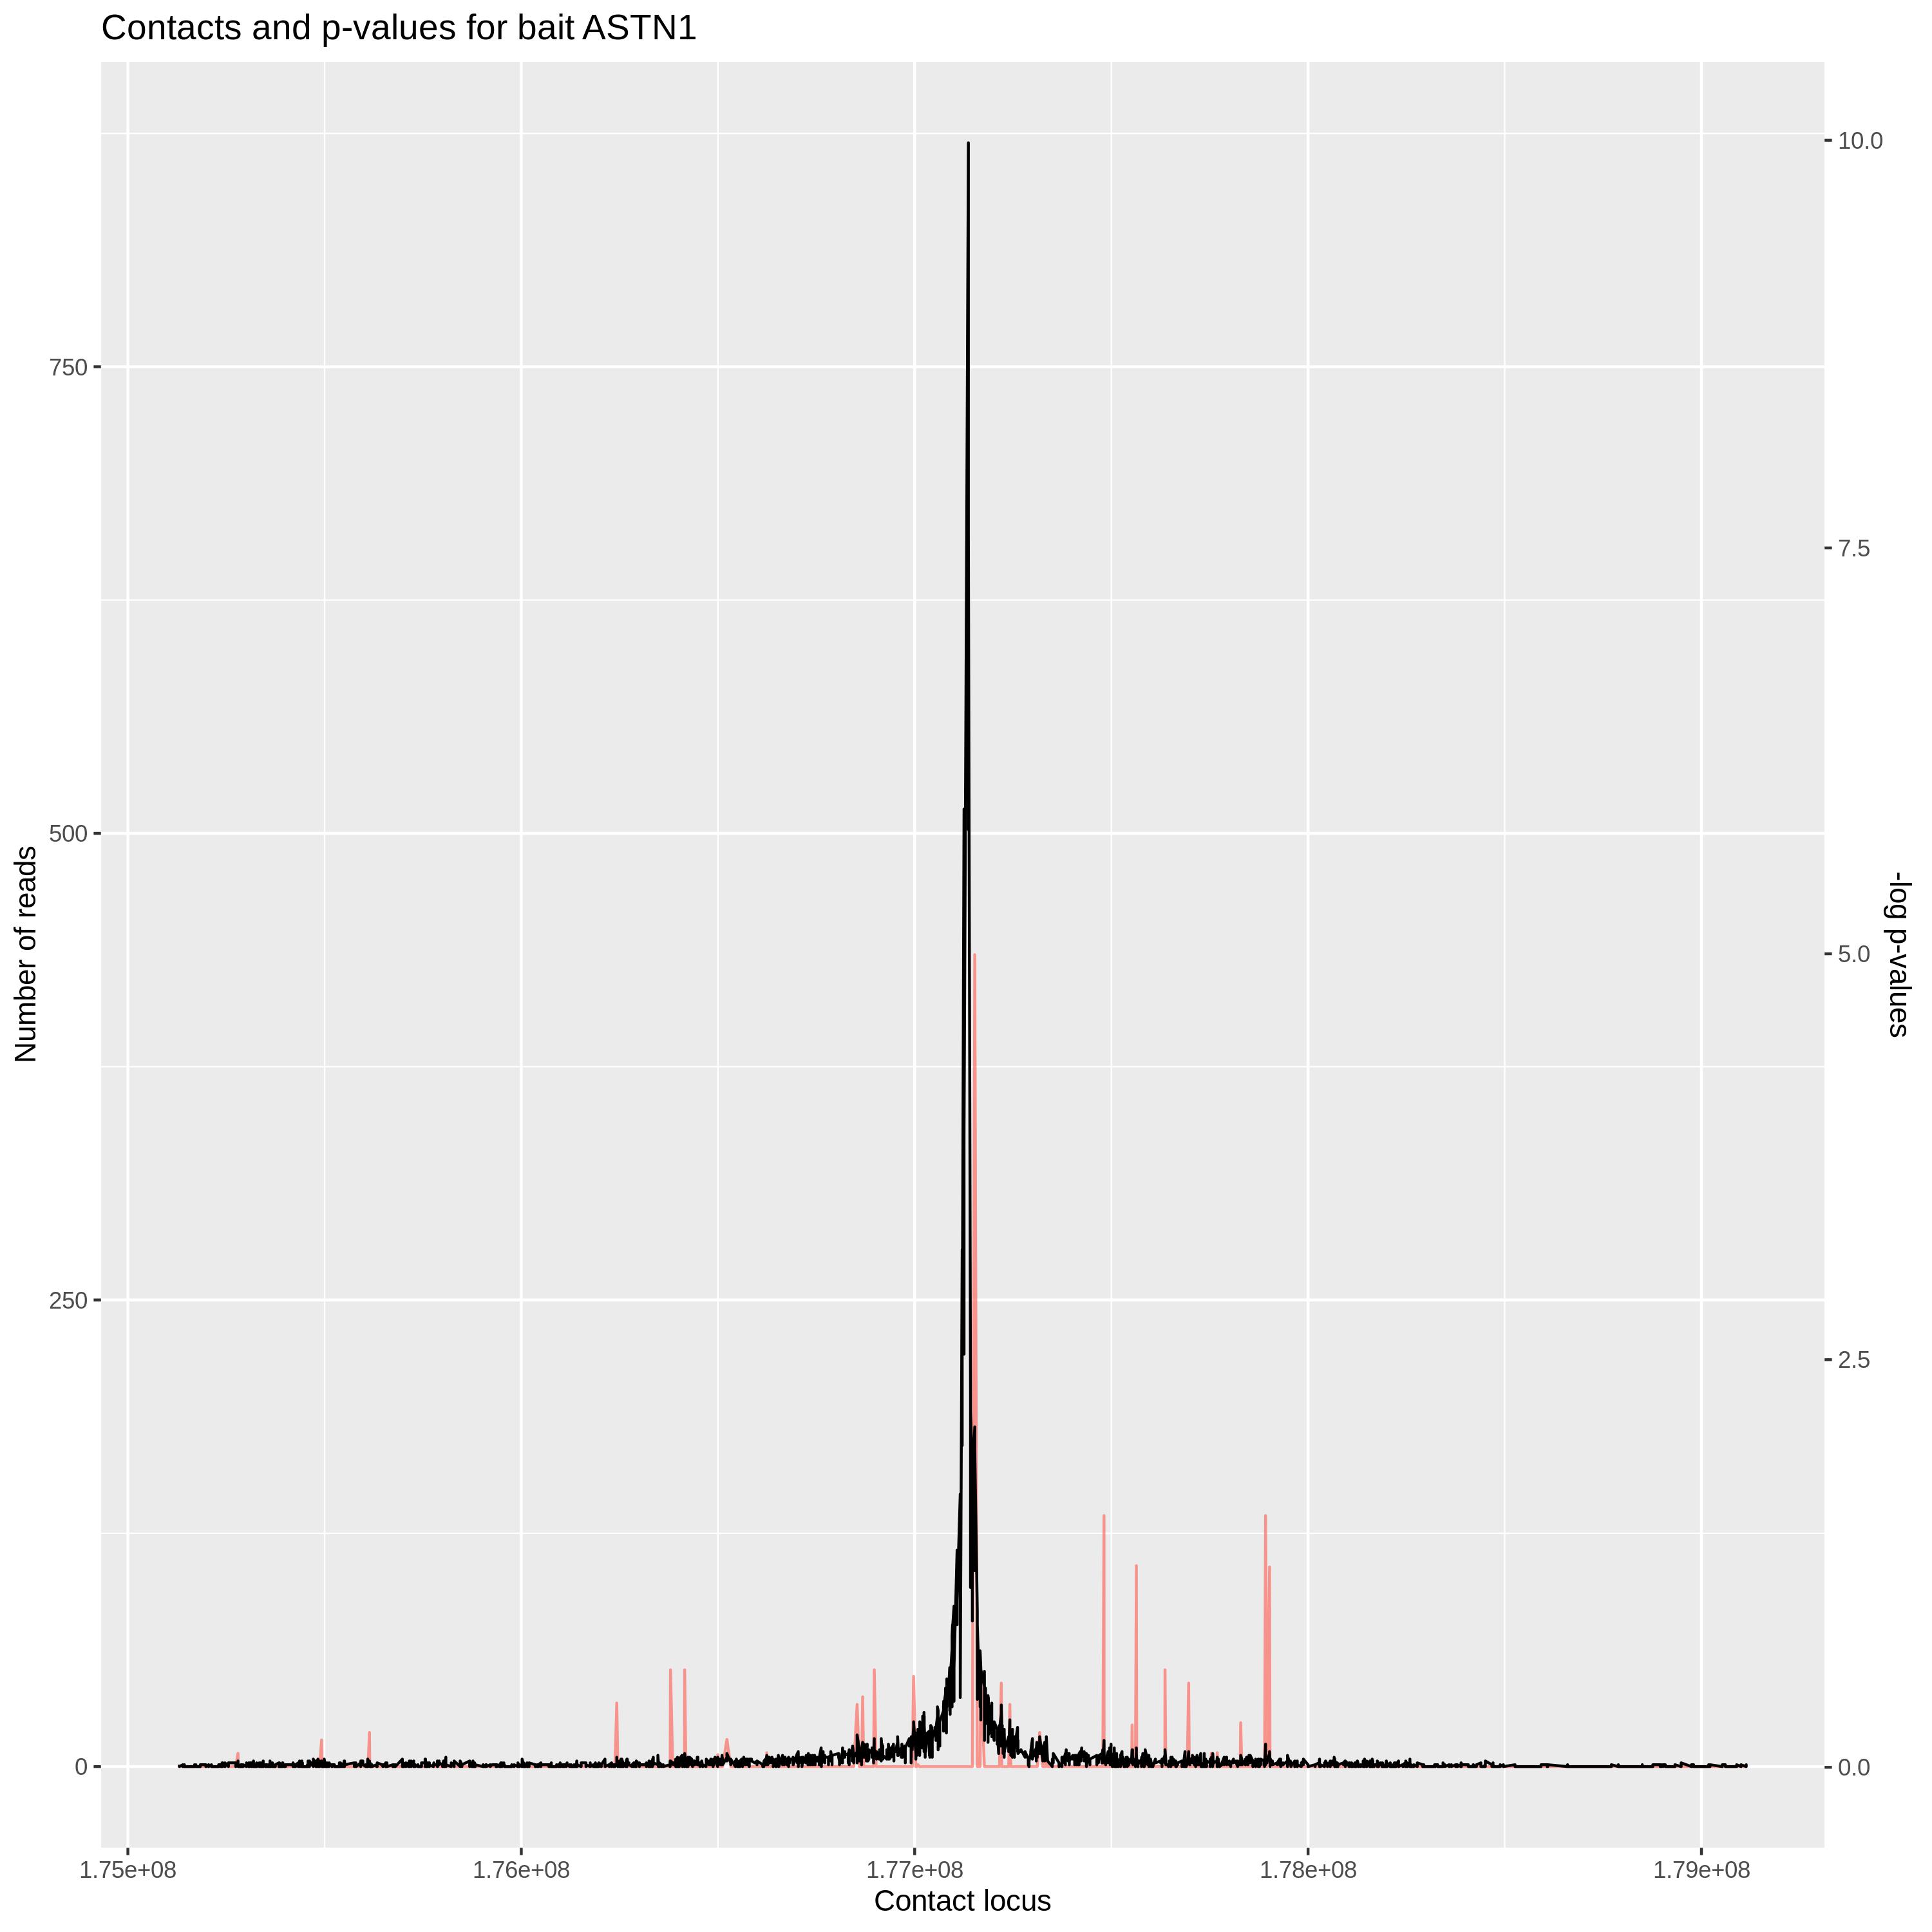 Contacts and p-values for bait ASTN1
Number of reads
750
500
250
0
10.0
7.5
5.0
2.5
0.0
-log p-values
1.75e+08
1.76e+08
1.77e+08
1.78e+08
1.79e+08
Contact locus